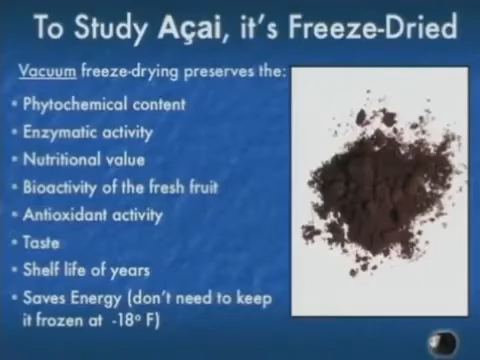 To Study Açai, it's Freeze-Dried
Vacuum freeze-drying preserves the:
• Phytochemical content
• Enzymatic activity
• Nutritional value
• Bioactivity of the fresh fruit
• Antioxidant activity
• Taste
• Shelf life of years
• Saves Energy (don't need to keep
it frozen at -18º F)